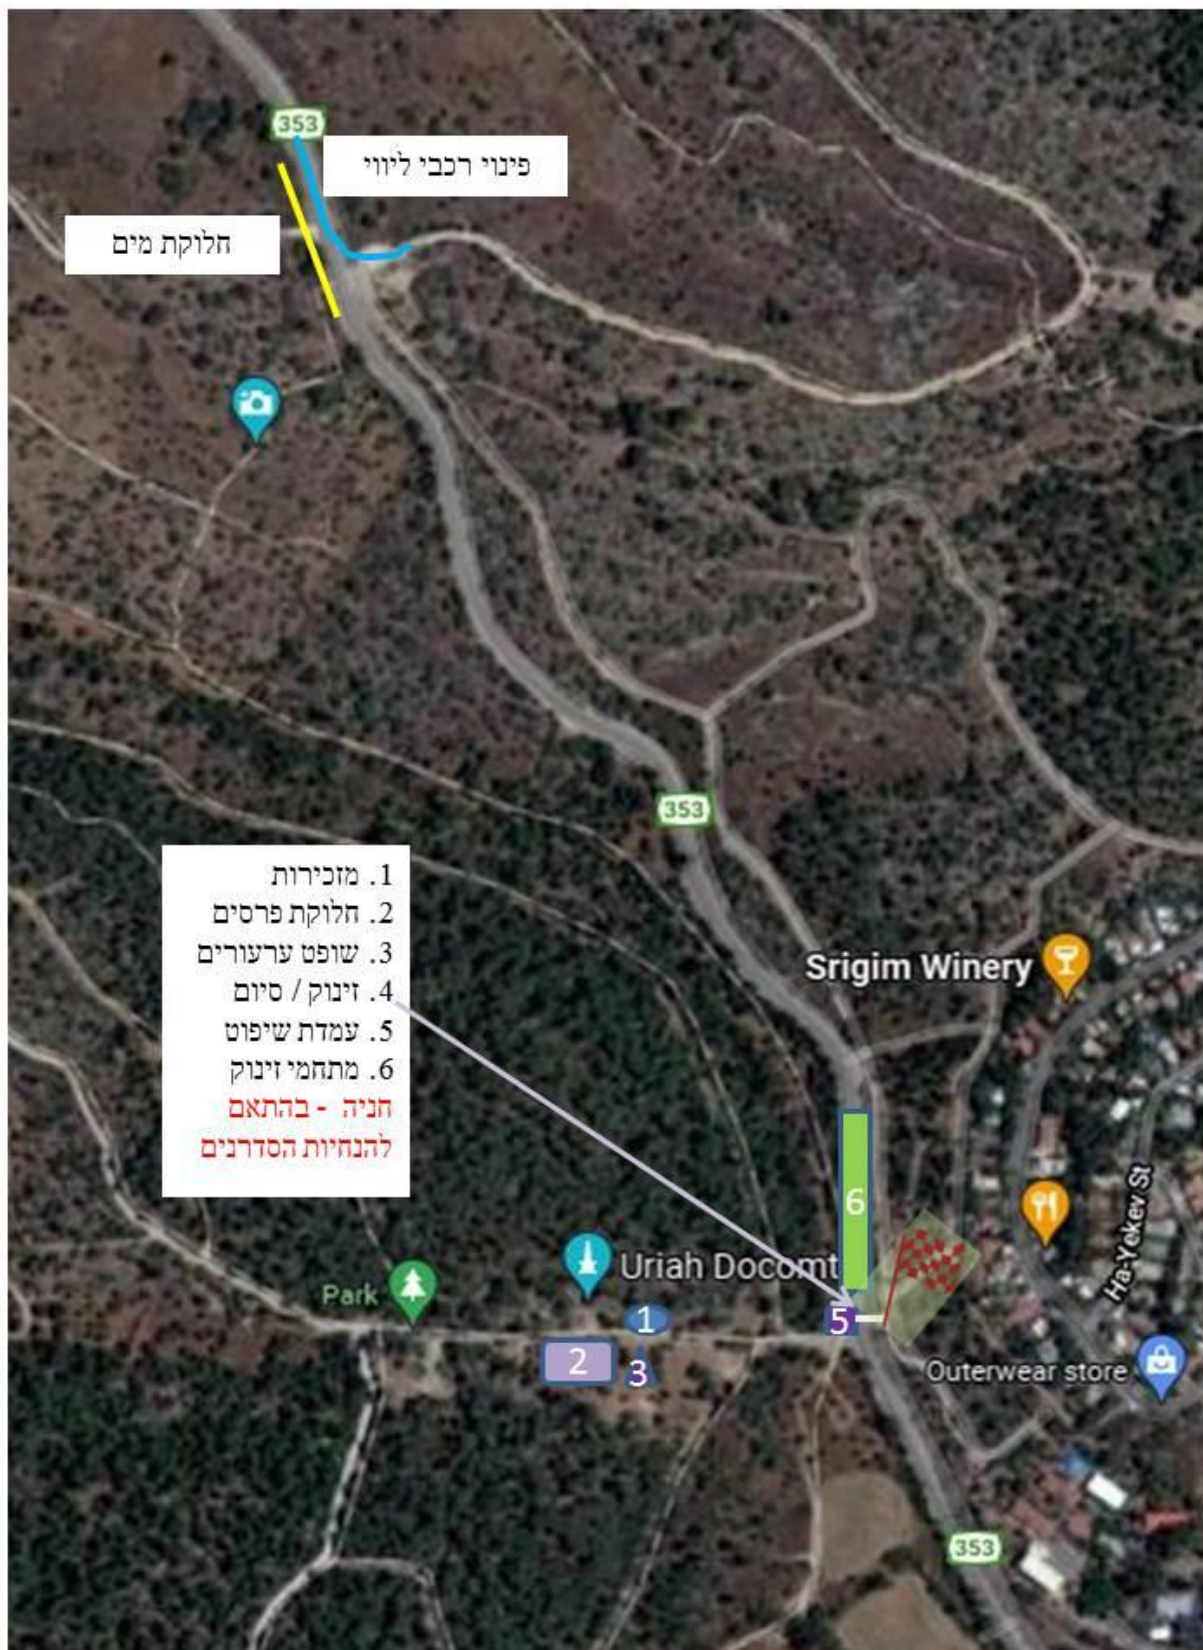 353
פינוי רכבי ליווי
חלוקת מים
353
1. מזכירות
2. חלוקת פרסים
3. שופט ערעורים
4. זינוק / סיום
5. עמדת שיפוט
6. מתחמי זינוק
חניה - בהתאם
להנחיות הסדרנים
Srigim Winery
6
Ha-Yekev St
Uriah Docomt
Park
1
5
2
3
Outerwear store
353